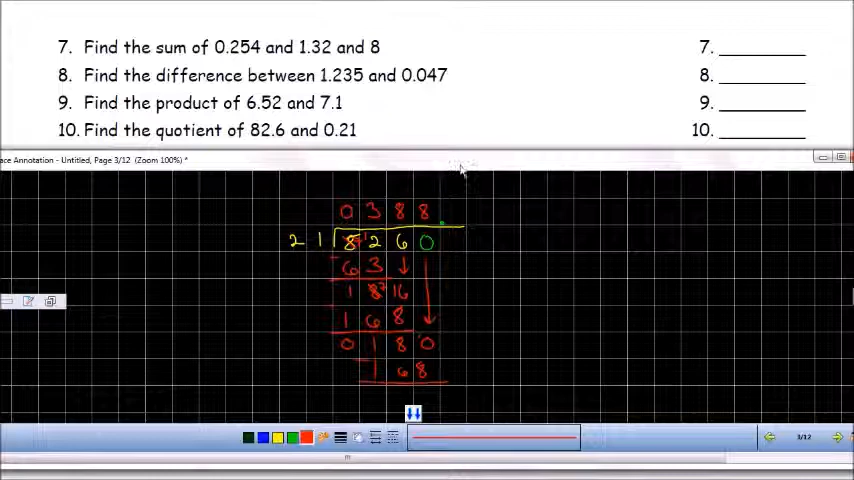 7. Find the sum of 0.254 and 1.32 and 8
7. ________
8. Find the difference between 1.235 and 0.047
8. ________
9. Find the product of 6.52 and 7.1
9. ________
10. Find the quotient of 82.6 and 0.21
10. ________
ace Annotation - Untitled, Page 3/12 (Zoom 100%) *
0 3 8 8 .
2 1 8 2 6 0
6 3
1 8 16
1 6 8
0 1 8 0
1 6 8
3/12